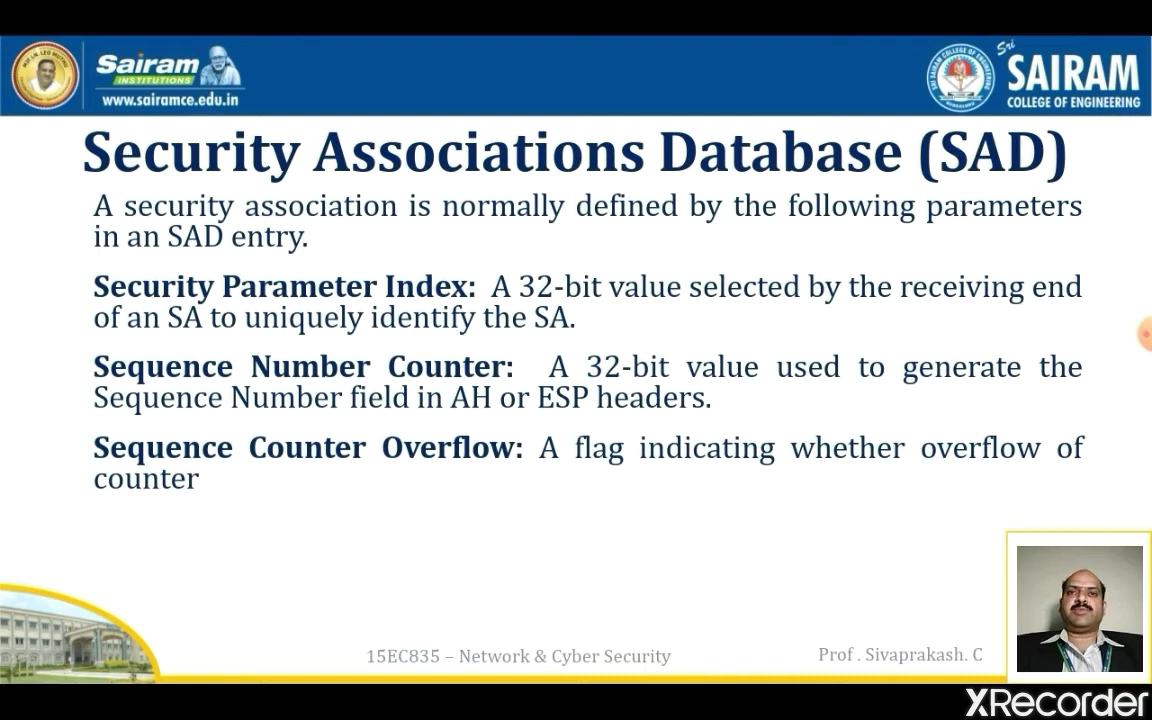 Sairam
INSTITUTIONS
www.sairamce.edu.in
Sri
SAIRAM
COLLEGE OF ENGINEERING
Security Associations Database (SAD)
A security association is normally defined by the following parameters
in an SAD entry.
Security Parameter Index: A 32-bit value selected by the receiving end
of an SA to uniquely identify the SA.
Sequence Number Counter: A 32-bit value used to generate the
Sequence Number field in AH or ESP headers.
Sequence Counter Overflow: A flag indicating whether overflow of
counter
15EC835 – Network & Cyber Security
Prof . Sivaprakash. C
XRecorder